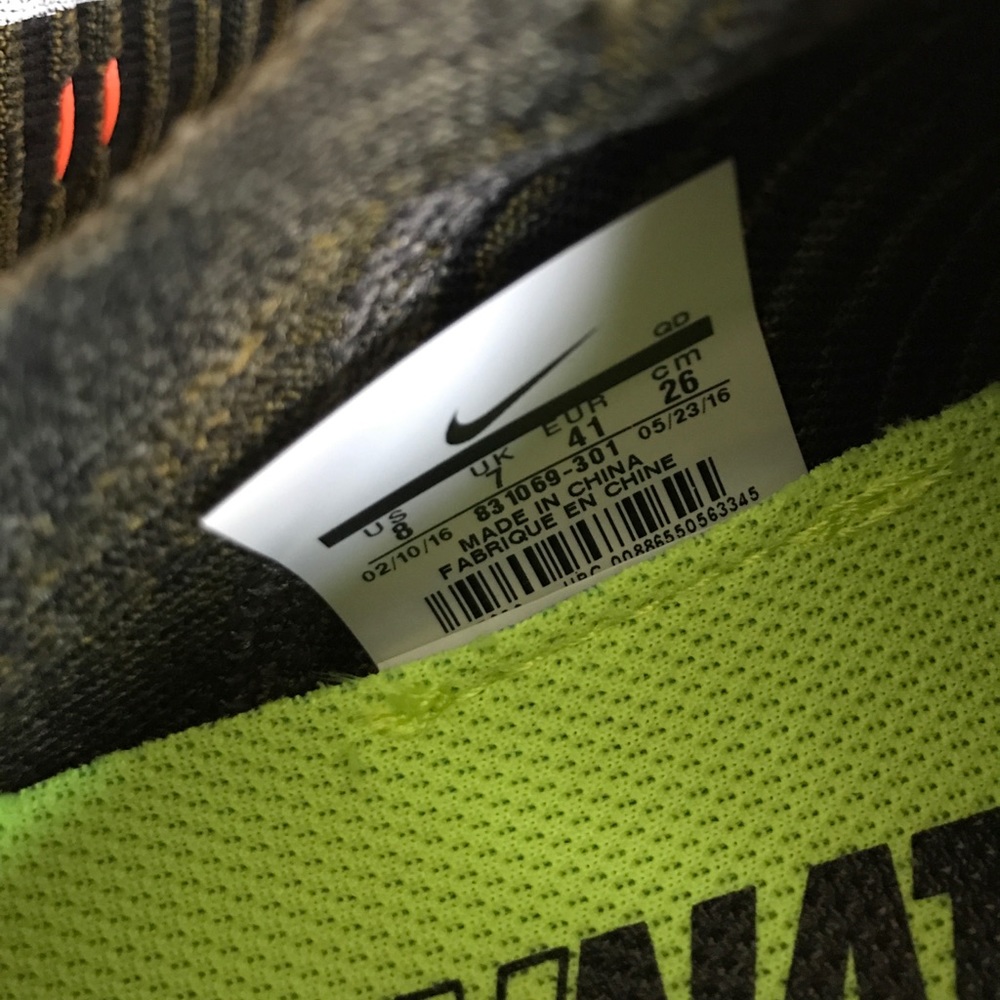 QD
US UK EUR cm
8 7 41 26
02/10/16 831069-301 05/23/16
MADE IN CHINA
FABRIQUE EN CHINE
UPC 00886550563345